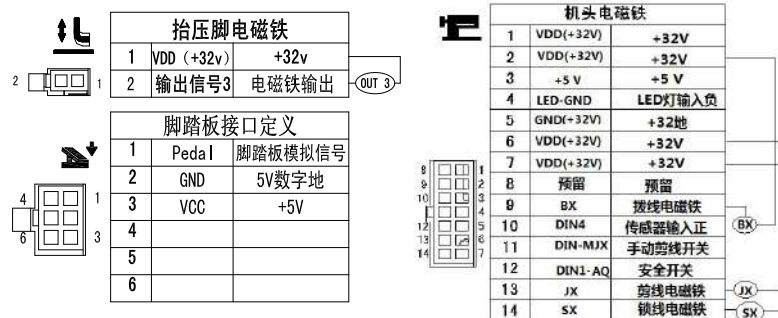 抬压脚电磁铁
1 VDD (+32v) +32v
2 输出信号3 电磁铁输出 OUT 3
2 1
脚踏板接口定义
1 Pedal 脚踏板模拟信号
2 GND 5V数字地
3 VCC +5V
4
5
6
4 1
6 3
机头电磁铁
1 VDD(+32V) +32V
2 VDD(+32V) +32V
3 +5 V +5 V
4 LED-GND LED灯输入负
5 GND(+32V) +32地
6 VDD(+32V) +32V
7 VDD(+32V) +32V
8 预留 预留
9 BX 拨线电磁铁 BX
10 DIN4 传感器输入正
11 DIN-MJX 手动剪线开关
12 DIN1-AQ 安全开关
13 JX 剪线电磁铁 JX
14 SX 锁线电磁铁 SX
8 1
9 2
10 3
4
12 5
13 6
14 7